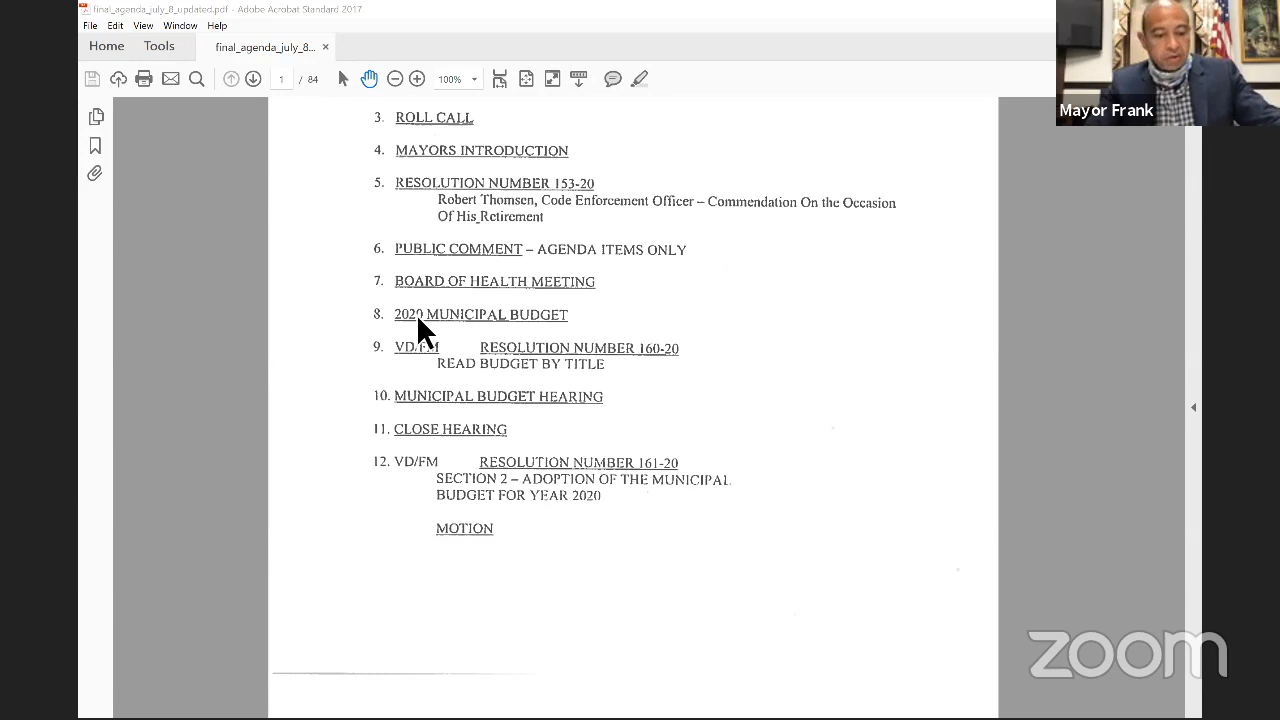 final_agenda_july_8_updated.pdf - Adobe Acrobat Standard 2017
File Edit View Window Help
Home Tools final_agenda_july_8... ×
1 / 84 100%
Mayor Frank
3. ROLL CALL
4. MAYORS INTRODUCTION
5. RESOLUTION NUMBER 153-20
Robert Thomsen, Code Enforcement Officer – Commendation On the Occasion
Of His Retirement
6. PUBLIC COMMENT – AGENDA ITEMS ONLY
7. BOARD OF HEALTH MEETING
8. 2020 MUNICIPAL BUDGET
9. VD/FM RESOLUTION NUMBER 160-20
READ BUDGET BY TITLE
10. MUNICIPAL BUDGET HEARING
11. CLOSE HEARING
12. VD/FM RESOLUTION NUMBER 161-20
SECTION 2 – ADOPTION OF THE MUNICIPAL
BUDGET FOR YEAR 2020
MOTION
zoom